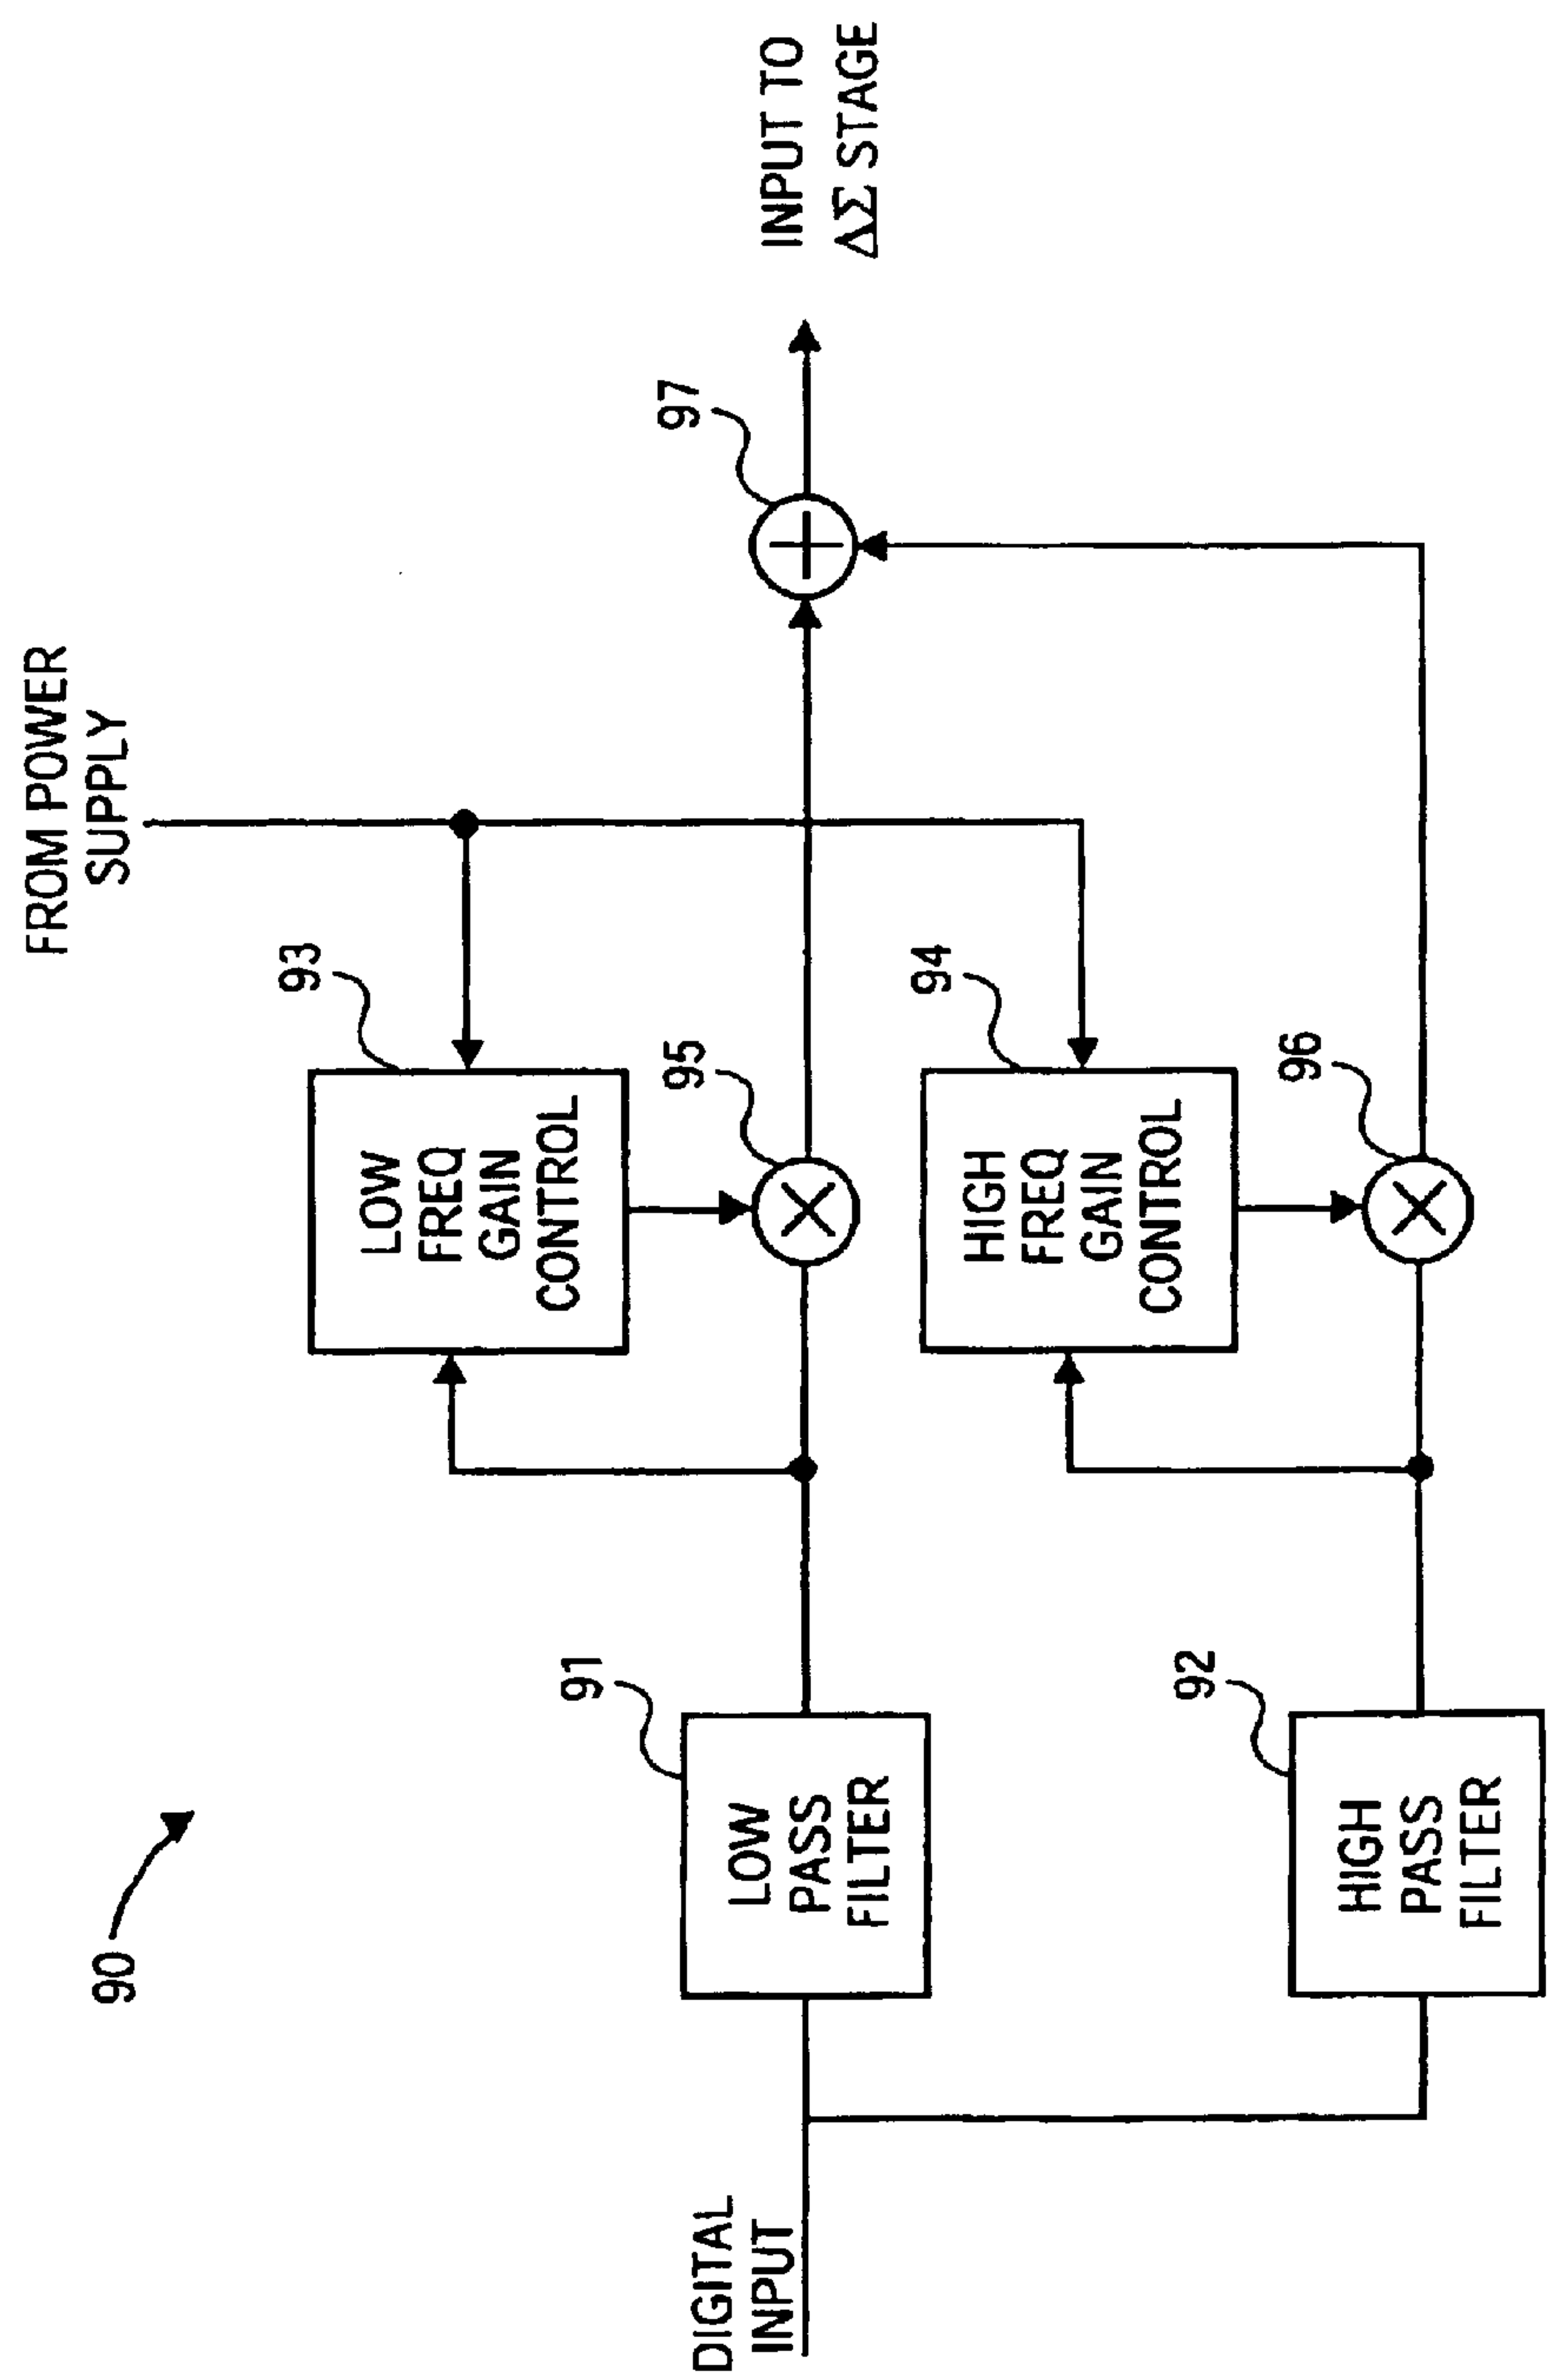 90
FROM POWER
SUPPLY
93
LOW
FREQ
GAIN
CONTROL
97
INPUT TO
ΔΣ STAGE
DIGITAL
INPUT
91
LOW
PASS
FILTER
95
94
HIGH
FREQ
GAIN
CONTROL
92
HIGH
PASS
FILTER
96